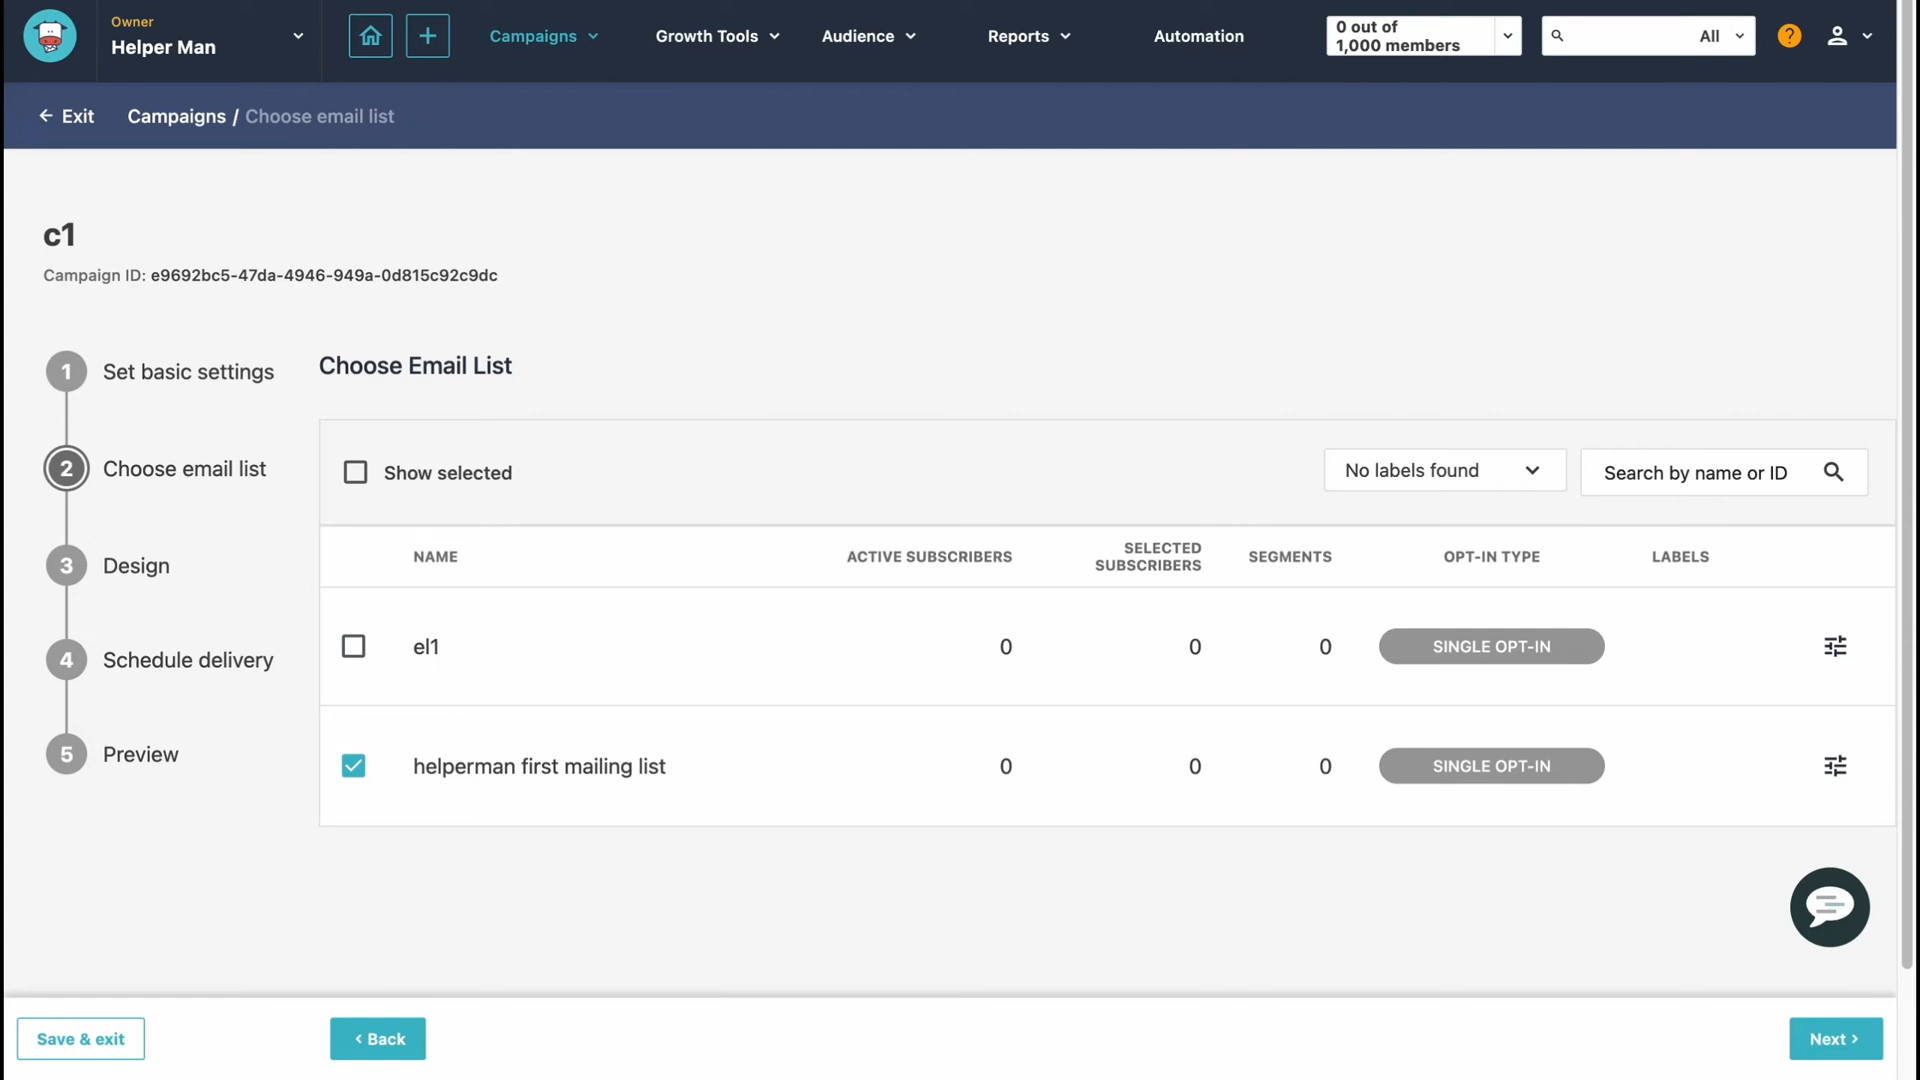 Owner
Helper Man
Campaigns
Growth Tools
Audience
Reports
Automation
0 out of
1,000 members
All
?
Exit
Campaigns / Choose email list
c1
Campaign ID: e9692bc5-47da-4946-949a-0d815c92c9dc
1 Set basic settings
2 Choose email list
3 Design
4 Schedule delivery
5 Preview
Choose Email List
Show selected
No labels found
Search by name or ID
NAME
ACTIVE SUBSCRIBERS
SELECTED
SUBSCRIBERS
SEGMENTS
OPT-IN TYPE
LABELS
el1 0 0 0 SINGLE OPT-IN
helperman first mailing list 0 0 0 SINGLE OPT-IN
Save & exit
Back
Next